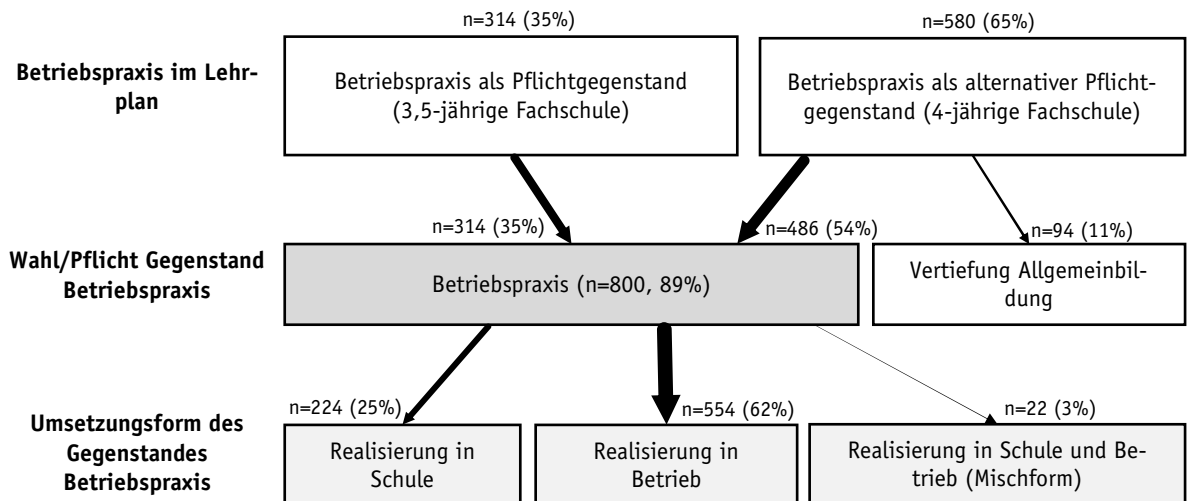 n=314 (35%)
n=580 (65%)
Betriebspraxis im Lehr-
plan
Betriebspraxis als Pflichtgegenstand
(3,5-jährige Fachschule)
Betriebspraxis als alternativer Pflicht-
gegenstand (4-jährige Fachschule)
n=314 (35%)
n=486 (54%)
n=94 (11%)
Wahl/Pflicht Gegenstand
Betriebspraxis
Betriebspraxis (n=800, 89%)
Vertiefung Allgemeinbil-
dung
n=224 (25%)
n=554 (62%)
n=22 (3%)
Umsetzungsform des
Gegenstandes
Betriebspraxis
Realisierung in
Schule
Realisierung in
Betrieb
Realisierung in Schule und Be-
trieb (Mischform)